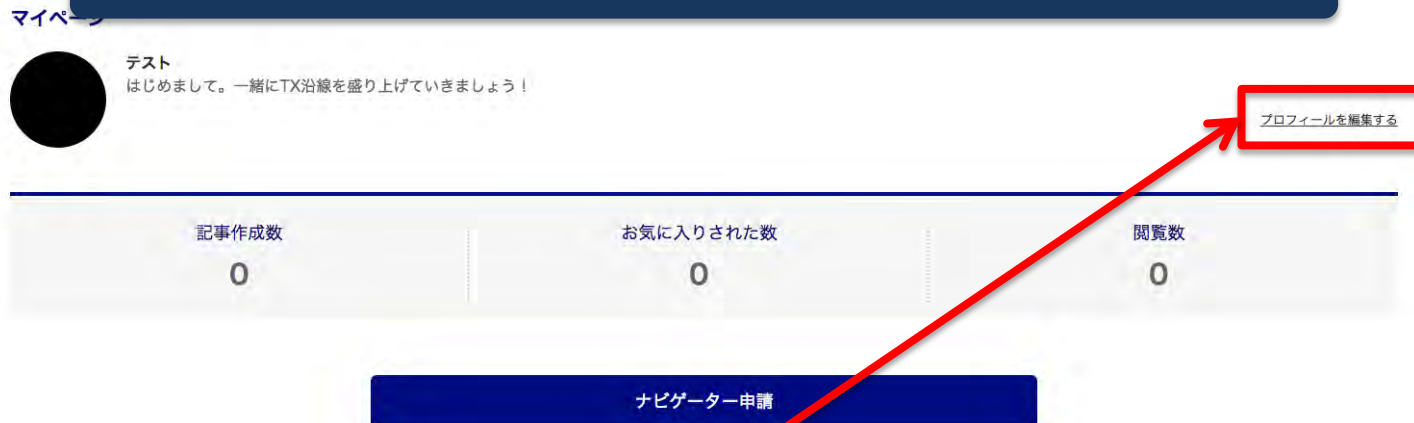 マイページ
テスト
はじめまして。一緒にTX沿線を盛り上げていきましょう！
プロフィールを編集する
記事作成数
お気に入りされた数
閲覧数
0
0
0
ナビゲーター申請